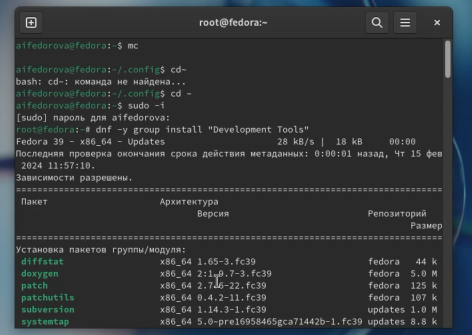 root@fedora:~
aifedorova@fedora:~$ mc
aifedorova@fedora:~/.config$ cd~
bash: cd~: команда не найдена...
aifedorova@fedora:~/.config$ cd ~
aifedorova@fedora:~$ sudo -i
[sudo] пароль для aifedorova:
root@fedora:~# dnf -y group install "Development Tools"
Fedora 39 - x86_64 - Updates 28 kB/s | 18 kB 00:00
Последняя проверка окончания срока действия метаданных: 0:00:01 назад, Чт 15 фев
2024 11:57:10.
Зависимости разрешены.
================================================================================
Пакет Архитектура
Версия Репозиторий
Размер
================================================================================
Установка пакетов группы/модуля:
diffstat x86_64 1.65-3.fc39 fedora 44 k
doxygen x86_64 2:1.9.7-3.fc39 fedora 5.0 M
patch x86_64 2.7.6-22.fc39 fedora 125 k
patchutils x86_64 0.4.2-11.fc39 fedora 107 k
subversion x86_64 1.14.3-1.fc39 updates 1.0 M
systemtap x86_64 5.0~pre16958465gca71442b-1.fc39 updates 8.8 k